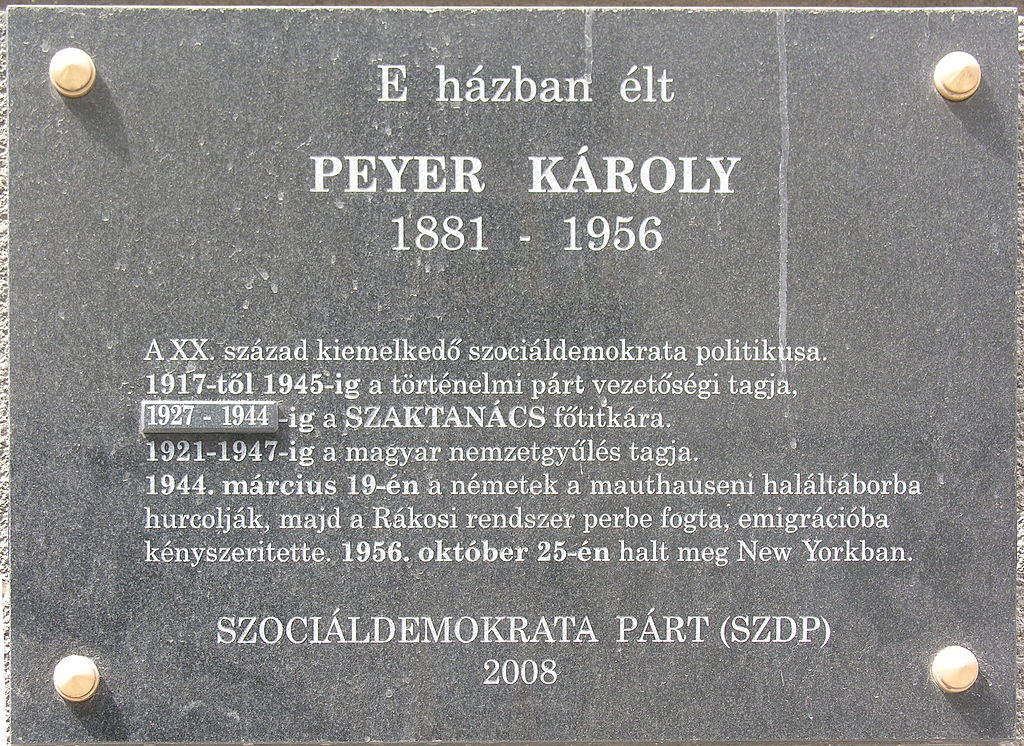 E házban élt
PEYER KÁROLY
1881 - 1956
A XX. század kiemelkedő szociáldemokrata politikusa.
1917-től 1945-ig a történelmi párt vezetőségi tagja,
1927 - 1944 -ig a SZAKTANÁCS főtitkára.
1921-1947-ig a magyar nemzetgyűlés tagja.
1944. március 19-én a németek a mauthauseni haláltáborba
hurcolják, majd a Rákosi rendszer perbe fogta, emigrációba
kényszeritette. 1956. október 25-én halt meg New Yorkban.
SZOCIÁLDEMOKRATA PÁRT (SZDP)
2008